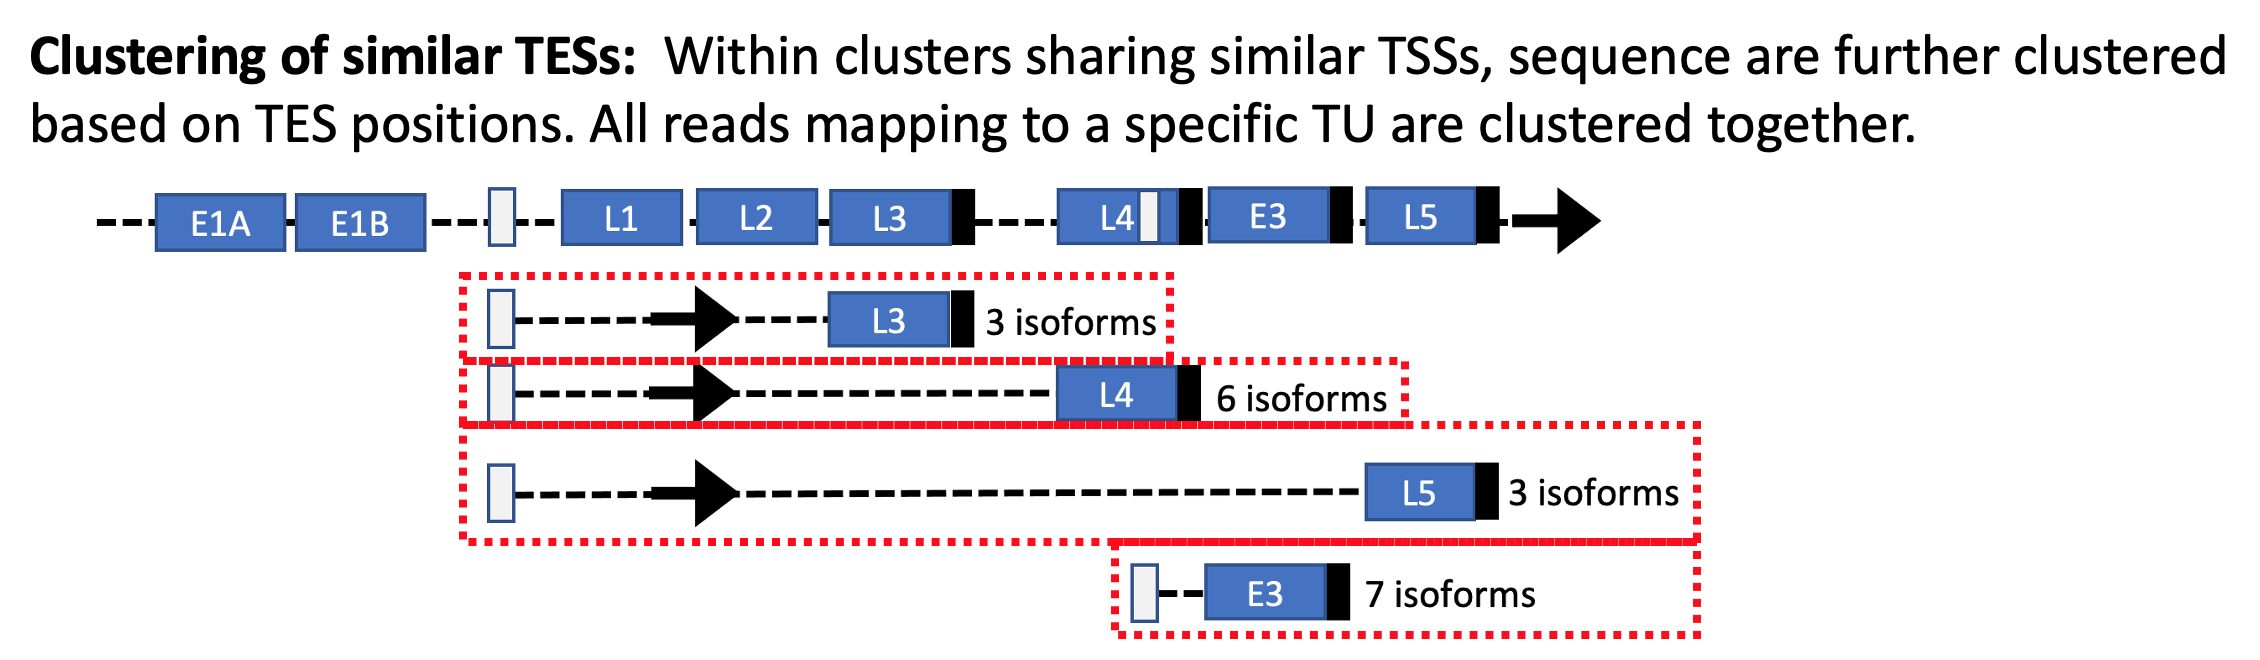 Clustering of similar TESs: Within clusters sharing similar TSSs, sequence are further clustered
based on TES positions. All reads mapping to a specific TU are clustered together.
E1A E1B L1 L2 L3 L4 E3 L5
L3 3 isoforms
L4 6 isoforms
L5 3 isoforms
E3 7 isoforms